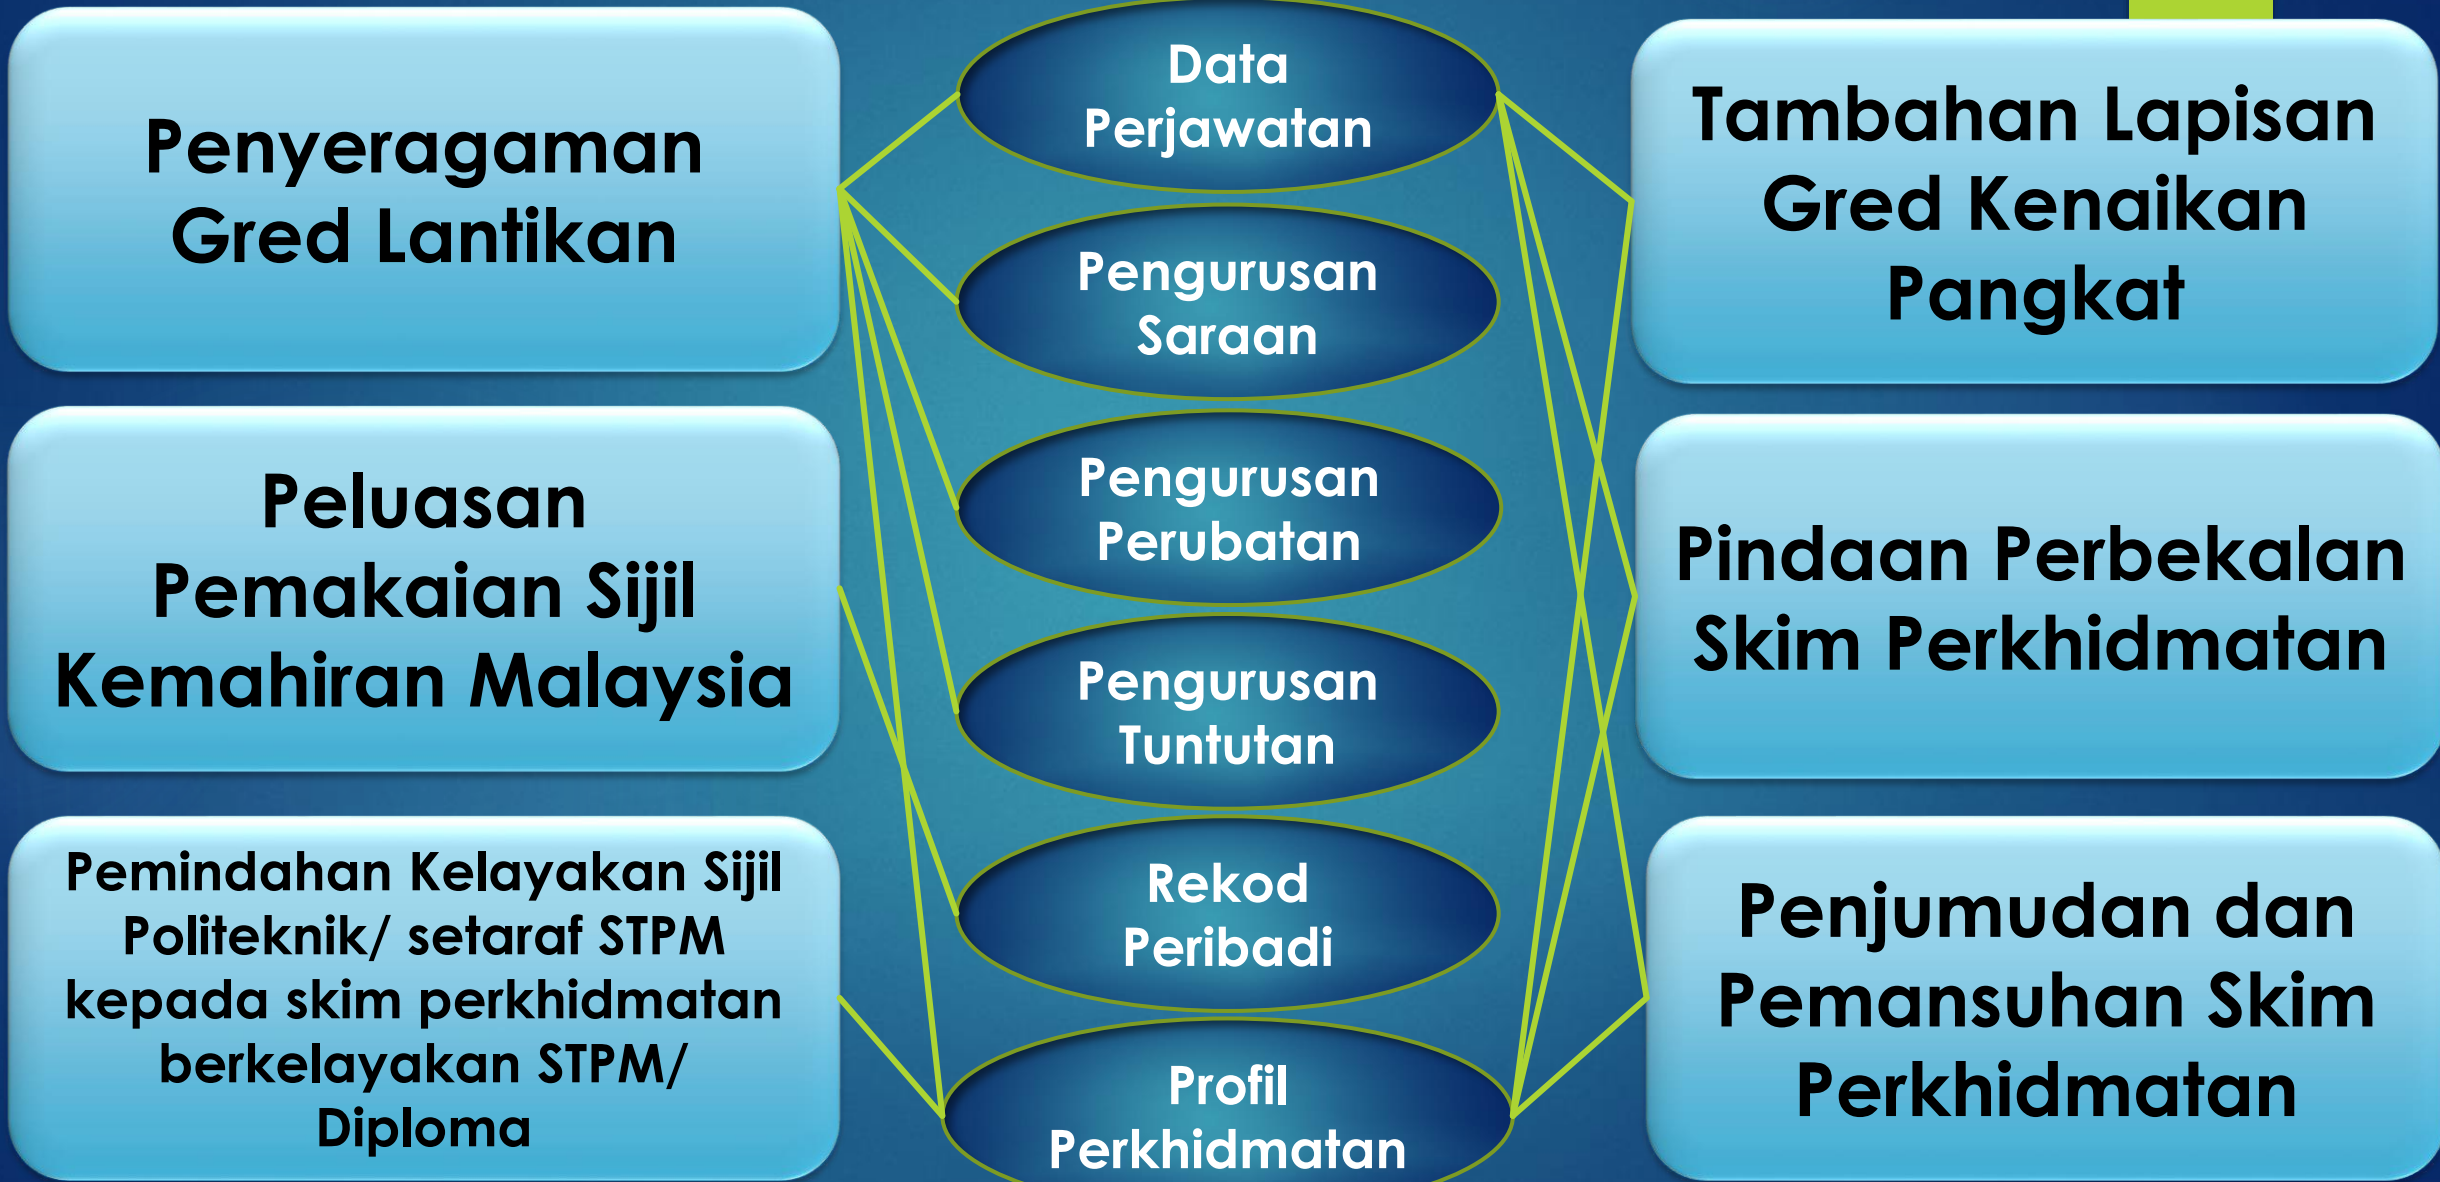 Penyeragaman
Gred Lantikan
Peluasan
Pemakaian Sijil
Kemahiran Malaysia
Pemindahan Kelayakan Sijil
Politeknik/ setaraf STPM
kepada skim perkhidmatan
berkelayakan STPM/
Diploma
Data
Perjawatan
Pengurusan
Saraan
Pengurusan
Perubatan
Pengurusan
Tuntutan
Rekod
Peribadi
Profil
Perkhidmatan
Tambahan Lapisan
Gred Kenaikan
Pangkat
Pindaan Perbekalan
Skim Perkhidmatan
Penjumudan dan
Pemansuhan Skim
Perkhidmatan